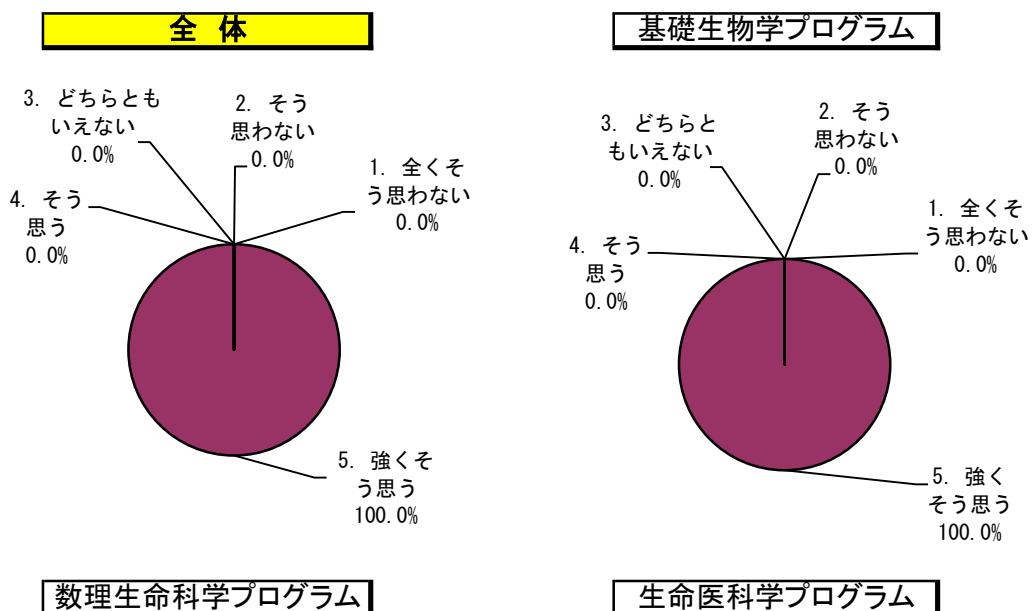 全 体
3. どちらとも
いえない
0.0%
2. そう
思わない
0.0%
1. 全くそ
う思わない
0.0%
4. そう
思う
0.0%
5. 強くそ
う思う
100.0%
基礎生物学プログラム
3. どちらと
もいえない
0.0%
2. そう
思わない
0.0%
1. 全くそ
う思わない
0.0%
4. そう
思う
0.0%
5. 強く
そう思う
100.0%
数理生命科学プログラム
生命医科学プログラム